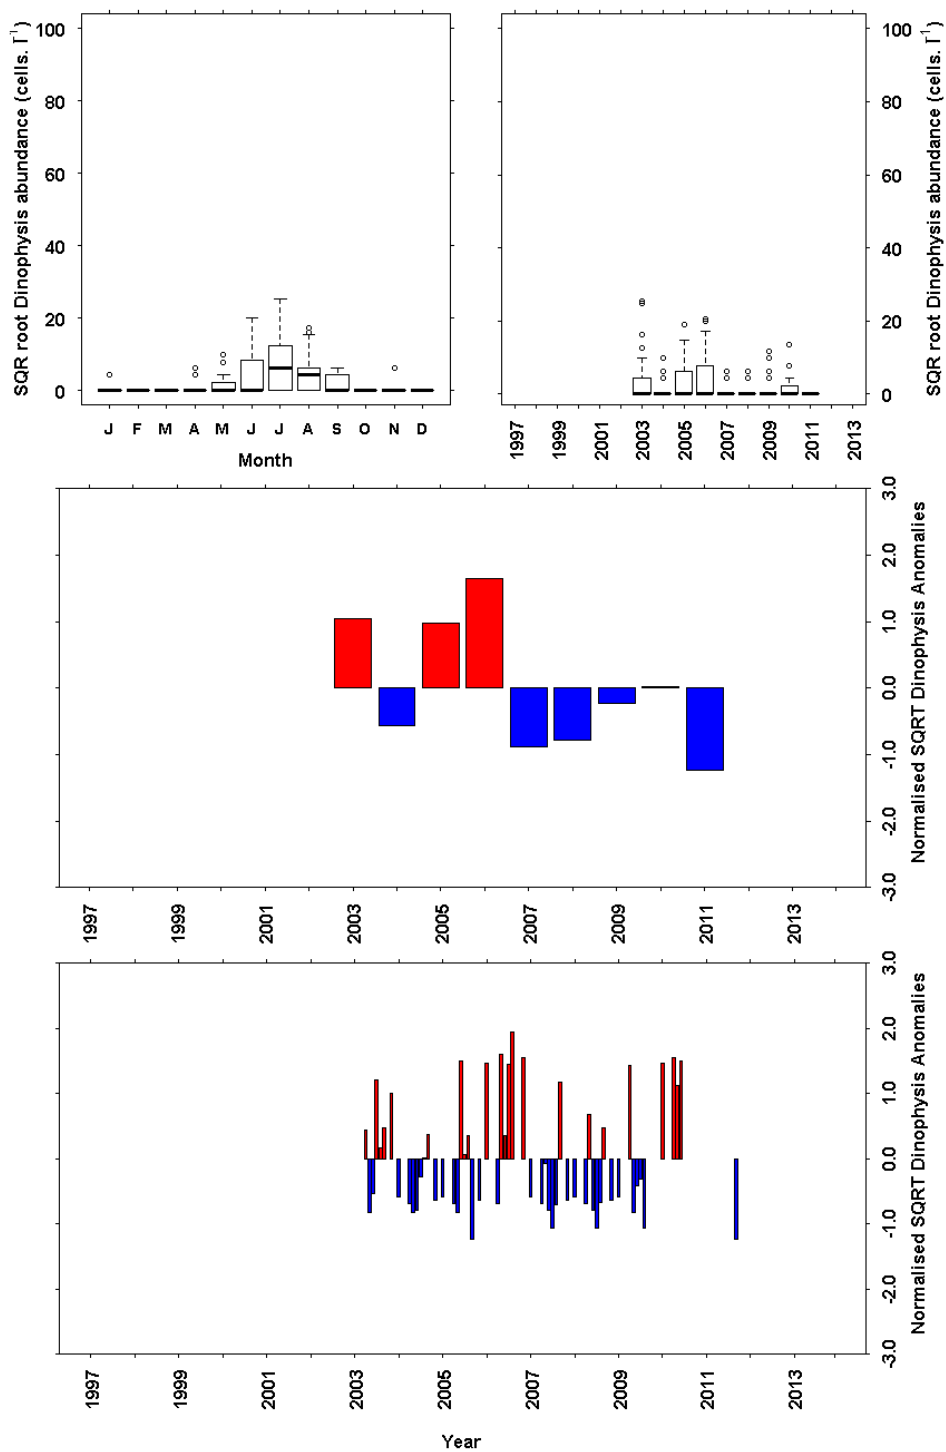 SQR root Dinophysis abundance (cells. l⁻¹)
100
80
60
40
20
0
J F M A M J J A S O N D
Month
100
80
60
40
20
0
SQR root Dinophysis abundance (cells. l⁻¹)
1997 1999 2001 2003 2005 2007 2009 2011 2013
3.0
2.0
1.0
0.0
-1.0
-2.0
-3.0
Normalised SQRT Dinophysis Anomalies
1997 1999 2001 2003 2005 2007 2009 2011 2013
3.0
2.0
1.0
0.0
-1.0
-2.0
-3.0
Normalised SQRT Dinophysis Anomalies
1997 1999 2001 2003 2005 2007 2009 2011 2013
Year